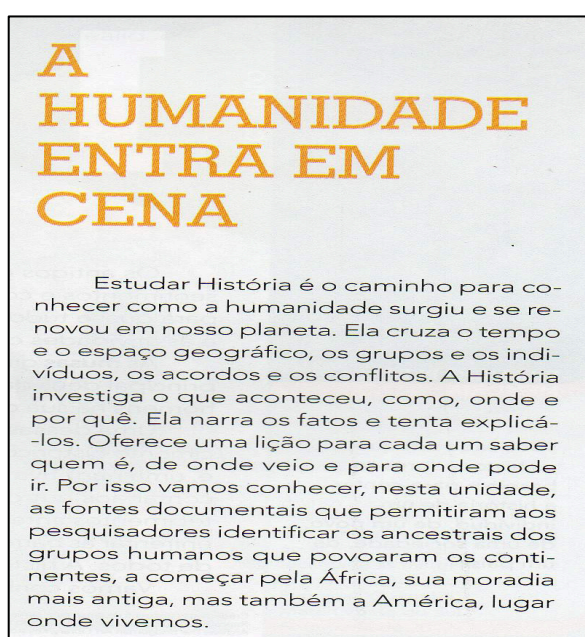 A
HUMANIDADE
ENTRA EM
CENA
Estudar História é o caminho para co-
nhecer como a humanidade surgiu e se re-
novou em nosso planeta. Ela cruza o tempo
e o espaço geográfico, os grupos e os indi-
víduos, os acordos e os conflitos. A História
investiga o que aconteceu, como, onde e
por quê. Ela narra os fatos e tenta explicá-
-los. Oferece uma lição para cada um saber
quem é, de onde veio e para onde pode
ir. Por isso vamos conhecer, nesta unidade,
as fontes documentais que permitiram aos
pesquisadores identificar os ancestrais dos
grupos humanos que povoaram os conti-
nentes, a começar pela África, sua moradia
mais antiga, mas também a América, lugar
onde vivemos.